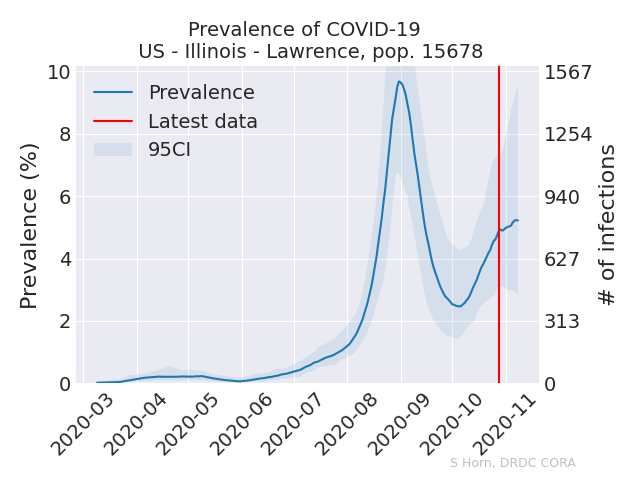 Prevalence of COVID-19
US - Illinois - Lawrence, pop. 15678
Prevalence
Latest data
95CI
Prevalence (%)
10
8
6
4
2
0
1567
1254
940
627
313
0
# of infections
2020-03
2020-04
2020-05
2020-06
2020-07
2020-08
2020-09
2020-10
2020-11
S Horn, DRDC CORA